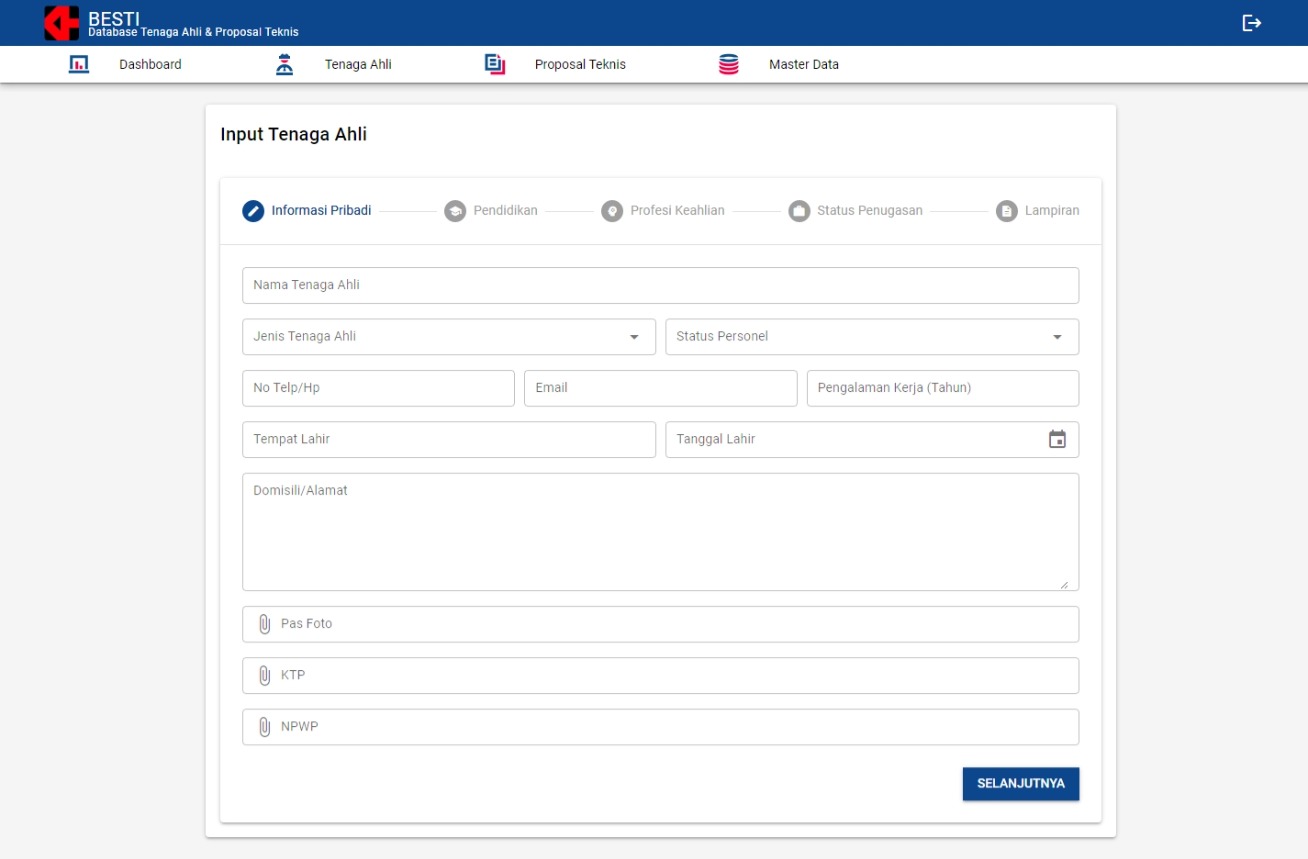 BESTI
Database Tenaga Ahli & Proposal Teknis
Dashboard Tenaga Ahli Proposal Teknis Master Data
Input Tenaga Ahli
Informasi Pribadi Pendidikan Profesi Keahlian Status Penugasan Lampiran
Nama Tenaga Ahli
Jenis Tenaga Ahli Status Personel
No Telp/Hp Email Pengalaman Kerja (Tahun)
Tempat Lahir Tanggal Lahir
Domisili/Alamat
Pas Foto
KTP
NPWP
SELANJUTNYA